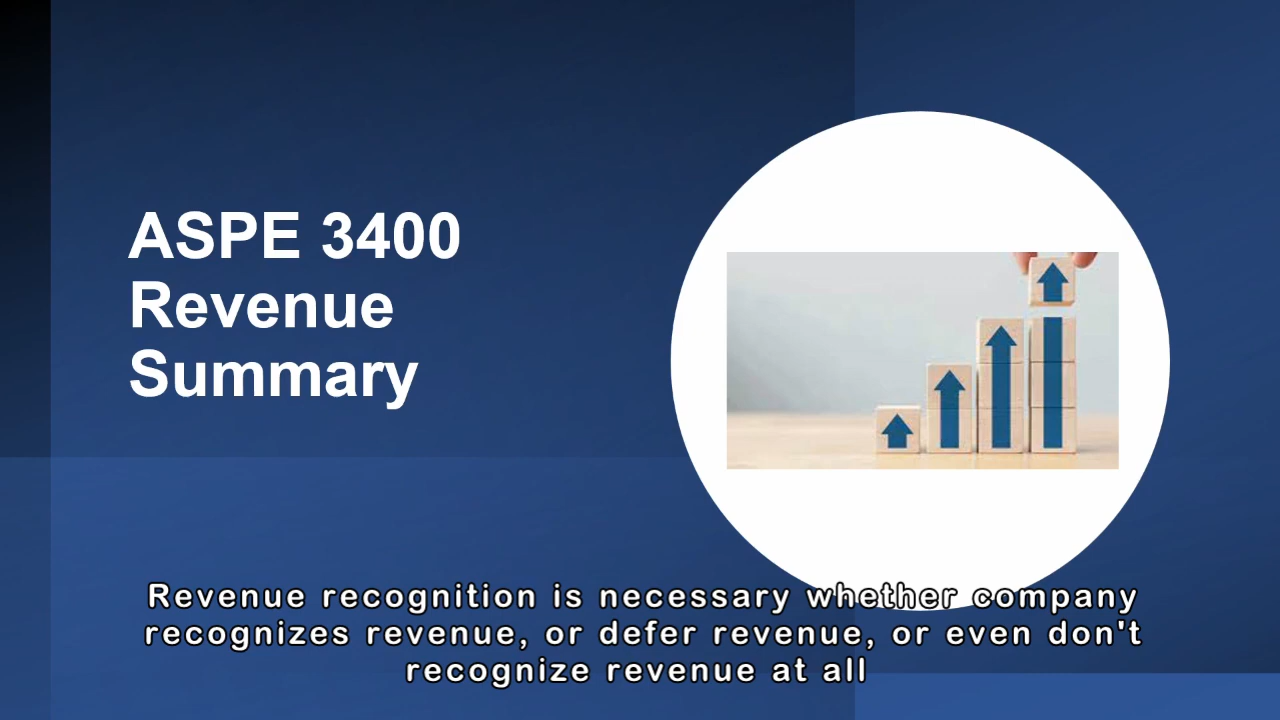 ASPE 3400
Revenue
Summary
Revenue recognition is necessary whether company
recognizes revenue, or defer revenue, or even don't
recognize revenue at all